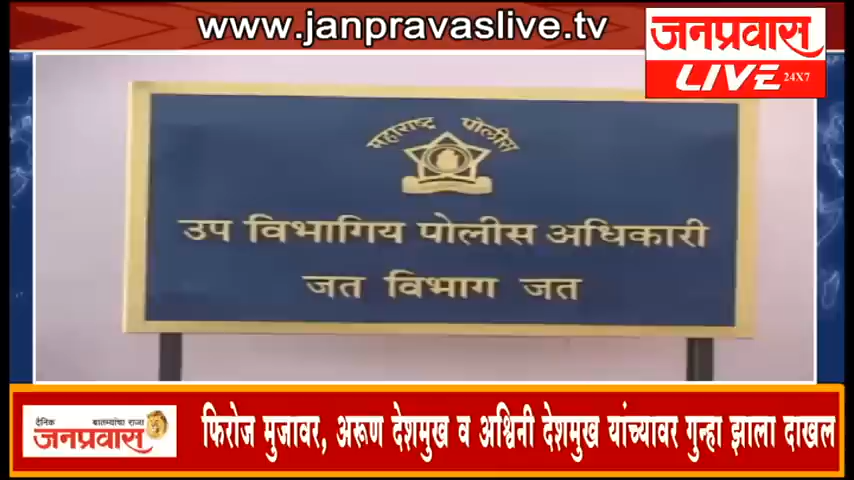 www.janpravaslive.tv
जनप्रवास
LIVE 24X7
महाराष्ट्र पोलीस
उप विभागिय पोलीस अधिकारी
जत विभाग जत
दैनिक बातम्यांचा राजा
जनप्रवास
फिरोज मुजावर, अरूण देशमुख व अश्विनी देशमुख यांच्यावर गुन्हा झाला दाखल